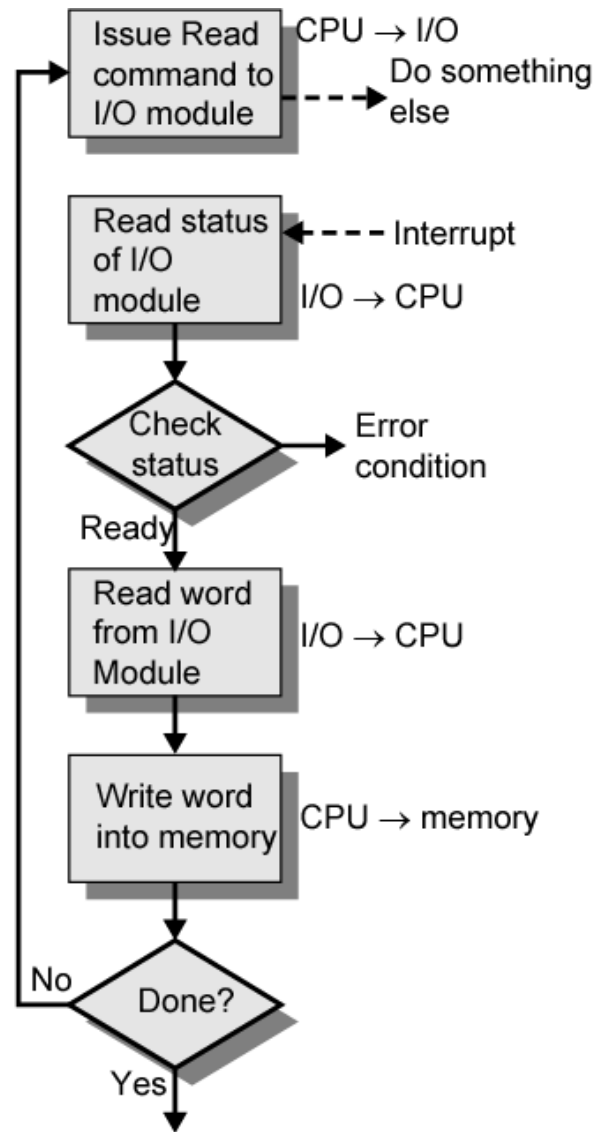 Issue Read
command to
I/O module
CPU → I/O
Do something
else
Read status
of I/O
module
Interrupt
I/O → CPU
Check
status
Error
condition
Ready
Read word
from I/O
Module
I/O → CPU
Write word
into memory
CPU → memory
No
Done?
Yes